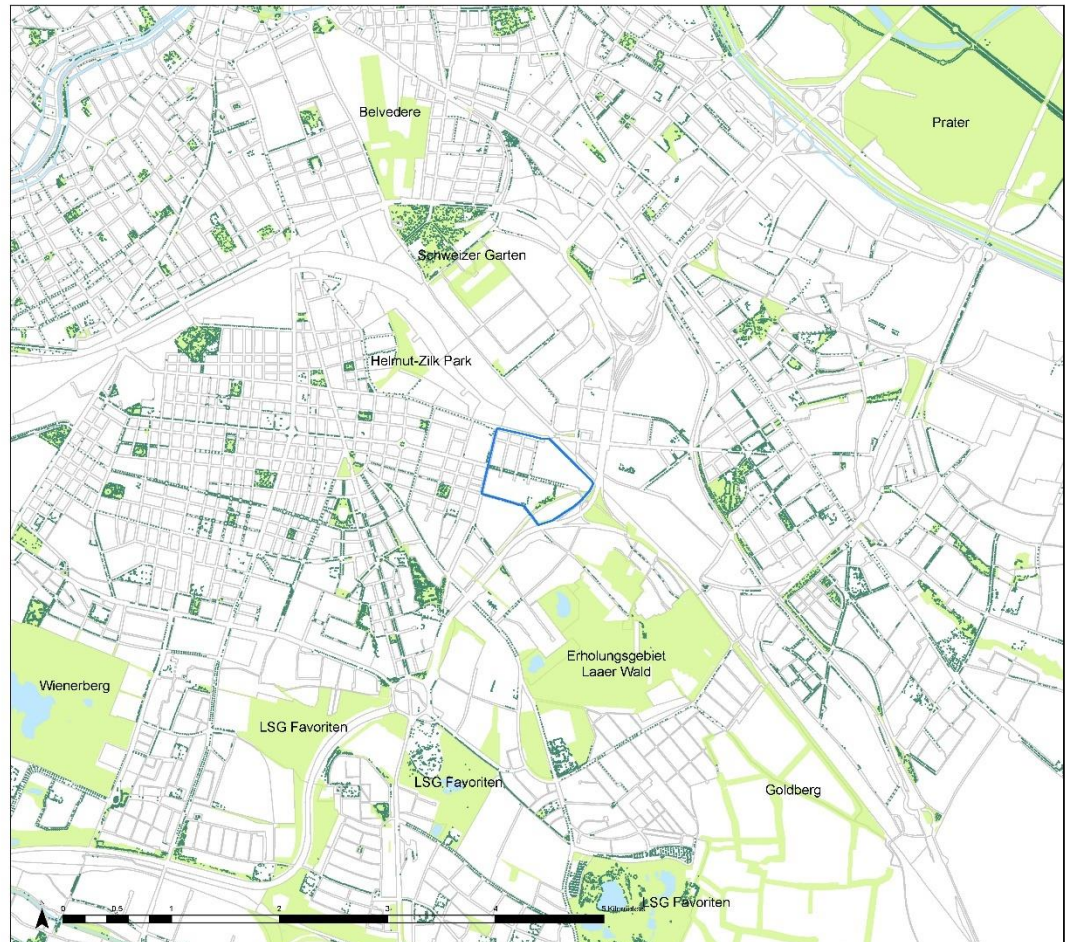 Belvedere
Prater
Schweizer Garten
Helmut-Zilk Park
Erholungsgebiet
Laaer Wald
Wienerberg
LSG Favoriten
LSG Favoriten
Goldberg
LSG Favoriten
0 0,5 1 2 3 4 5 Kilometer